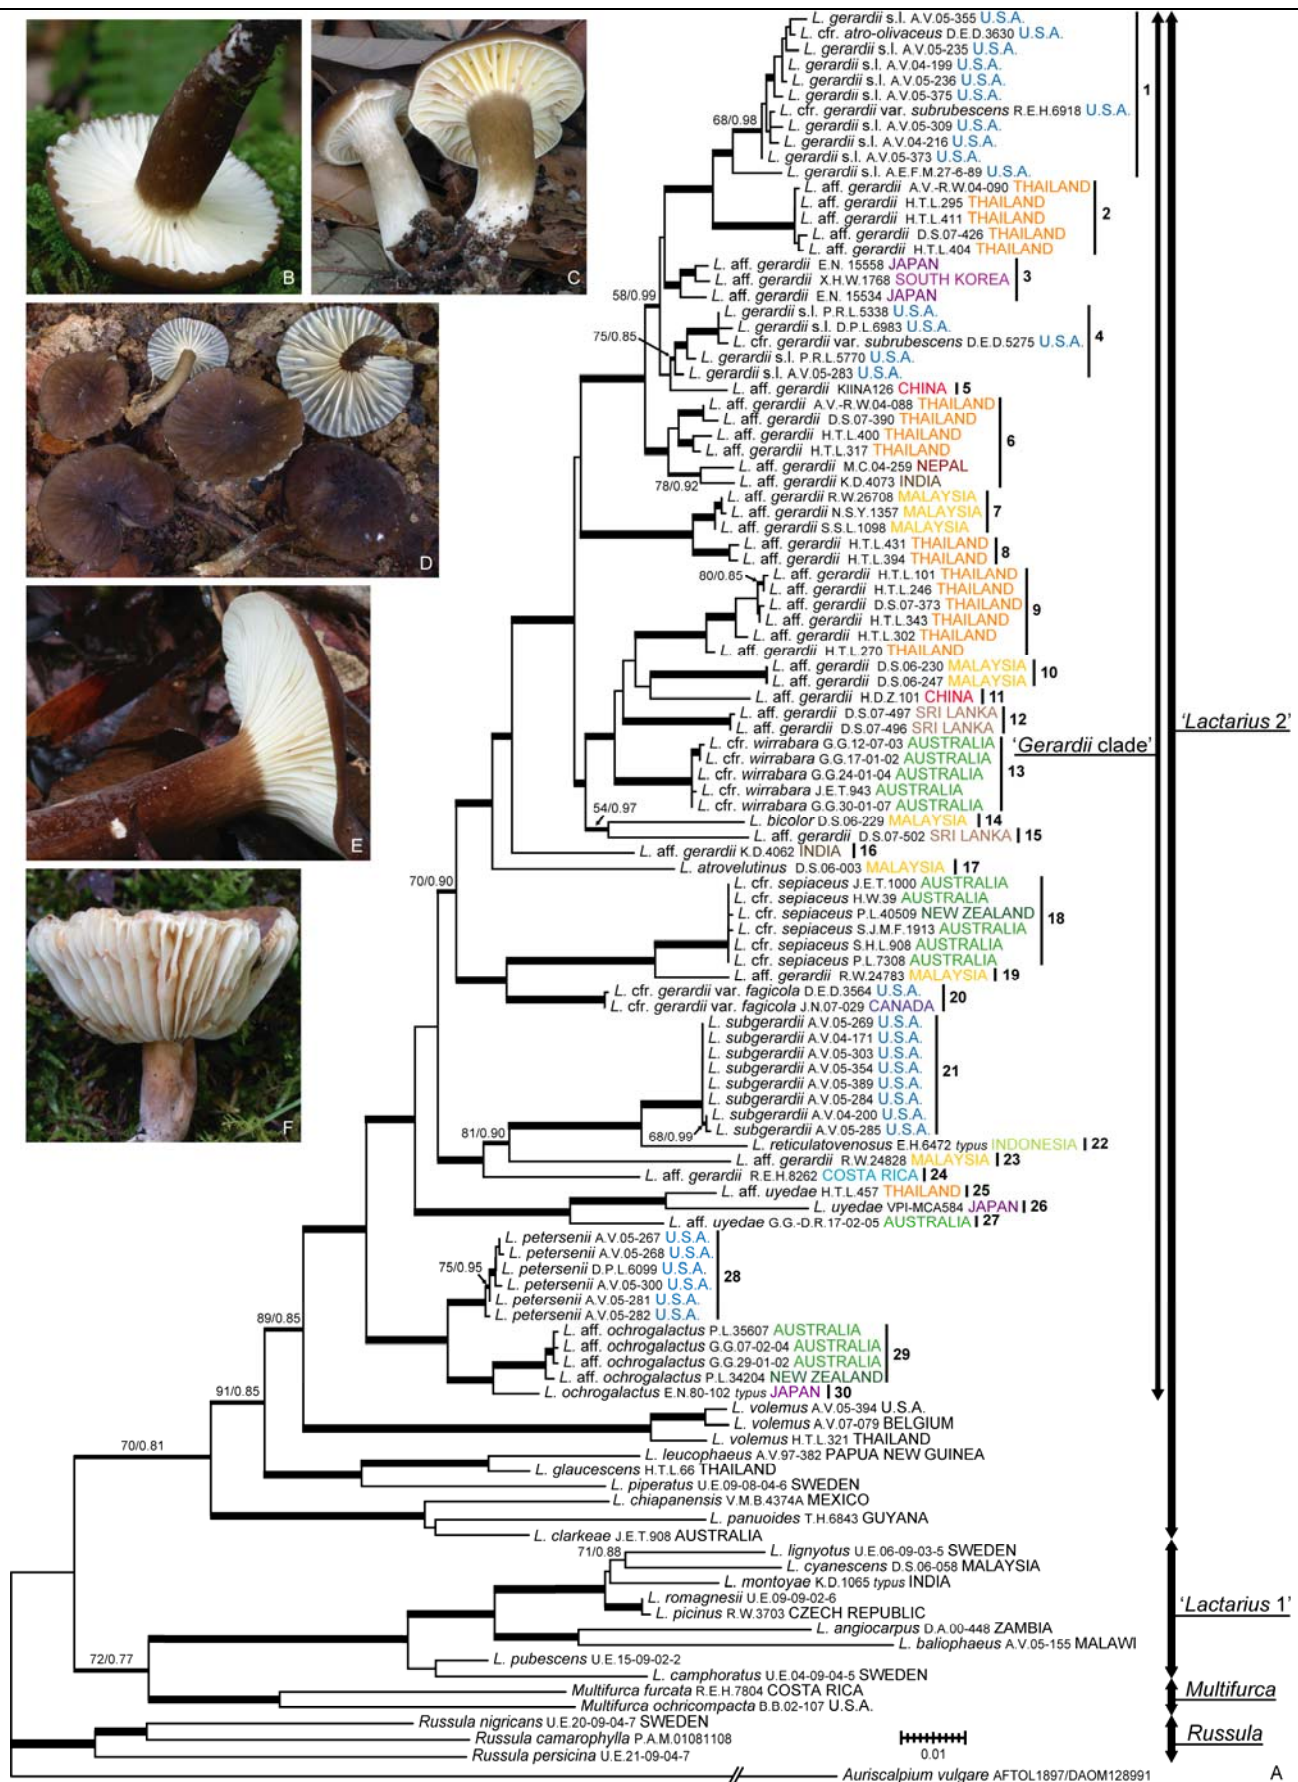 L. gerardii s.l. A.V.05-355 U.S.A.
L. cfr. atro-olivaceus D.E.D.3630 U.S.A.
L. gerardii s.l. A.V.05-235 U.S.A.
L. gerardii s.l. A.V.04-199 U.S.A.
L. gerardii s.l. A.V.05-236 U.S.A.
L. gerardii s.l. A.V.05-375 U.S.A.
1
L. cfr. gerardii var. subrubescens R.E.H.6918 U.S.A.
L. gerardii s.l. A.V.05-309 U.S.A.
68/0.98
L. gerardii s.l. A.V.04-216 U.S.A.
L. gerardii s.l. A.V.05-373 U.S.A.
L. gerardii s.l. A.E.F.M.27-6-89 U.S.A.
L. aff. gerardii A.V.-R.W.04-090 THAILAND
L. aff. gerardii H.T.L.295 THAILAND
L. aff. gerardii H.T.L.411 THAILAND
2
L. aff. gerardii D.S.07-426 THAILAND
L. aff. gerardii H.T.L.404 THAILAND
L. aff. gerardii E.N. 15558 JAPAN
L. aff. gerardii X.H.W.1768 SOUTH KOREA
3
L. aff. gerardii E.N. 15534 JAPAN
58/0.99
L. gerardii s.l. P.R.L.5338 U.S.A.
L. gerardii s.l. D.P.L.6983 U.S.A.
75/0.85
L. cfr. gerardii var. subrubescens D.E.D.5275 U.S.A.
4
L. gerardii s.l. P.R.L.5770 U.S.A.
L. gerardii s.l. A.V.05-283 U.S.A.
L. aff. gerardii KIINA126 CHINA
5
L. aff. gerardii A.V.-R.W.04-088 THAILAND
L. aff. gerardii D.S.07-390 THAILAND
L. aff. gerardii H.T.L.400 THAILAND
6
L. aff. gerardii H.T.L.317 THAILAND
L. aff. gerardii M.C.04-259 NEPAL
78/0.92
L. aff. gerardii K.D.4073 INDIA
L. aff. gerardii R.W.26708 MALAYSIA
L. aff. gerardii N.S.Y.1357 MALAYSIA
7
L. aff. gerardii S.S.L.1098 MALAYSIA
L. aff. gerardii H.T.L.431 THAILAND
8
L. aff. gerardii H.T.L.394 THAILAND
80/0.85
L. aff. gerardii H.T.L.101 THAILAND
L. aff. gerardii H.T.L.246 THAILAND
L. aff. gerardii D.S.07-373 THAILAND
9
L. aff. gerardii H.T.L.343 THAILAND
L. aff. gerardii H.T.L.302 THAILAND
L. aff. gerardii H.T.L.270 THAILAND
L. aff. gerardii D.S.06-230 MALAYSIA
10
L. aff. gerardii D.S.06-247 MALAYSIA
L. aff. gerardii H.D.Z.101 CHINA
11
L. aff. gerardii D.S.07-497 SRI LANKA
12
L. aff. gerardii D.S.07-496 SRI LANKA
L. cfr. wirrabara G.G.12-07-03 AUSTRALIA
L. cfr. wirrabara G.G.17-01-02 AUSTRALIA
L. cfr. wirrabara G.G.24-01-04 AUSTRALIA
13
L. cfr. wirrabara J.E.T.943 AUSTRALIA
L. cfr. wirrabara G.G.30-01-07 AUSTRALIA
54/0.97
L. bicolor D.S.06-229 MALAYSIA
14
L. aff. gerardii D.S.07-502 SRI LANKA
15
L. aff. gerardii K.D.4062 INDIA
16
L. atrovelutinus D.S.06-003 MALAYSIA
17
70/0.90
L. cfr. sepiaceus J.E.T.1000 AUSTRALIA
L. cfr. sepiaceus H.W.39 AUSTRALIA
L. cfr. sepiaceus P.L.40509 NEW ZEALAND
18
L. cfr. sepiaceus S.J.M.F.1913 AUSTRALIA
L. cfr. sepiaceus S.H.L.908 AUSTRALIA
L. cfr. sepiaceus P.L.7308 AUSTRALIA
L. aff. gerardii R.W.24783 MALAYSIA
19
L. cfr. gerardii var. fagicola D.E.D.3564 U.S.A.
20
L. cfr. gerardii var. fagicola J.N.07-029 CANADA
L. subgerardii A.V.05-269 U.S.A.
L. subgerardii A.V.04-171 U.S.A.
L. subgerardii A.V.05-303 U.S.A.
L. subgerardii A.V.05-354 U.S.A.
21
L. subgerardii A.V.05-389 U.S.A.
L. subgerardii A.V.05-284 U.S.A.
L. subgerardii A.V.04-200 U.S.A.
L. subgerardii A.V.05-285 U.S.A.
81/0.90
68/0.99
L. reticulatovenosus E.H.6472 typus INDONESIA
22
L. aff. gerardii R.W.24828 MALAYSIA
23
L. aff. gerardii R.E.H.8262 COSTA RICA
24
L. aff. uyedae H.T.L.457 THAILAND
25
L. uyedae VPI-MCA584 JAPAN
26
L. aff. uyedae G.G.-D.R.17-02-05 AUSTRALIA
27
L. petersenii A.V.05-267 U.S.A.
L. petersenii A.V.05-268 U.S.A.
75/0.95
L. petersenii D.P.L.6099 U.S.A.
28
L. petersenii A.V.05-300 U.S.A.
L. petersenii A.V.05-281 U.S.A.
L. petersenii A.V.05-282 U.S.A.
89/0.85
L. aff. ochrogalactus P.L.35607 AUSTRALIA
L. aff. ochrogalactus G.G.07-02-04 AUSTRALIA
29
L. aff. ochrogalactus G.G.29-01-02 AUSTRALIA
L. aff. ochrogalactus P.L.34204 NEW ZEALAND
L. ochrogalactus E.N.80-102 typus JAPAN
30
91/0.85
L. volemus A.V.05-394 U.S.A.
L. volemus A.V.07-079 BELGIUM
L. volemus H.T.L.321 THAILAND
70/0.81
L. leucophaeus A.V.97-382 PAPUA NEW GUINEA
L. glaucescens H.T.L.66 THAILAND
L. piperatus U.E.09-08-04-6 SWEDEN
L. chiapanensis V.M.B.4374A MEXICO
L. panuoides T.H.6843 GUYANA
L. clarkeae J.E.T.908 AUSTRALIA
71/0.88
L. lignyotus U.E.06-09-03-5 SWEDEN
L. cyanescens D.S.06-058 MALAYSIA
L. montoyae K.D.1065 typus INDIA
L. romagnesii U.E.09-09-02-6
L. picinus R.W.3703 CZECH REPUBLIC
L. angiocarpus D.A.00-448 ZAMBIA
L. baliophaeus A.V.05-155 MALAWI
L. pubescens U.E.15-09-02-2
72/0.77
L. camphoratus U.E.04-09-04-5 SWEDEN
Multifurca furcata R.E.H.7804 COSTA RICA
Multifurca ochricompacta B.B.02-107 U.S.A.
Russula nigricans U.E.20-09-04-7 SWEDEN
Russula camarophylla P.A.M.01081108
Russula persicina U.E.21-09-04-7
Auriscalpium vulgare AFTOL1897/DAOM128991
0.01
'Gerardii clade'
'Lactarius 2'
'Lactarius 1'
Multifurca
Russula
A
B
C
D
E
F